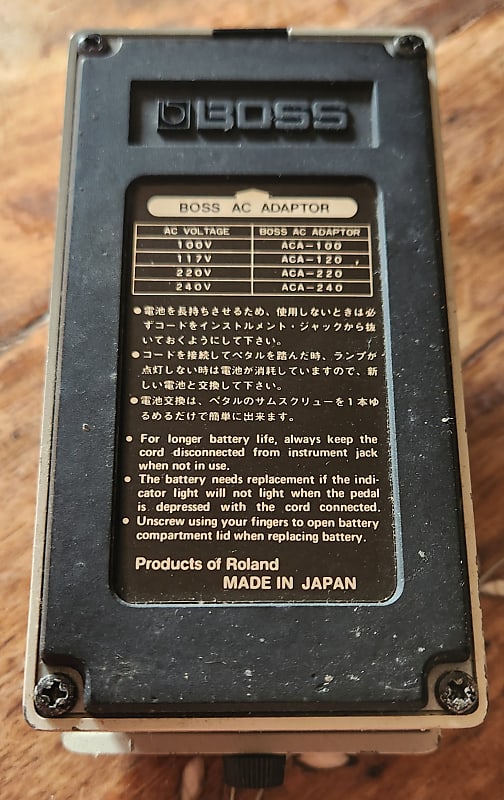 BOSS
BOSS AC ADAPTOR
AC VOLTAGE BOSS AC ADAPTOR
100V ACA-100
117V ACA-120
220V ACA-220
240V ACA-240
●電池を長持ちさせるため、使用しないときは必
ずコードをインストルメント・ジャックから抜
いておくようにして下さい。
●コードを接続してペタルを踏んだ時、ランプが
点灯しない時は電池が消耗していますので、新
しい電池と交換して下さい。
●電池交換は、ペタルのサムスクリューを1本ゆ
るめるだけで簡単に出来ます。
● For longer battery life, always keep the
cord disconnected from instrument jack
when not in use.
● The battery needs replacement if the indi-
cator light will not light when the pedal
is depressed with the cord connected.
● Unscrew using your fingers to open battery
compartment lid when replacing battery.
Products of Roland
MADE IN JAPAN